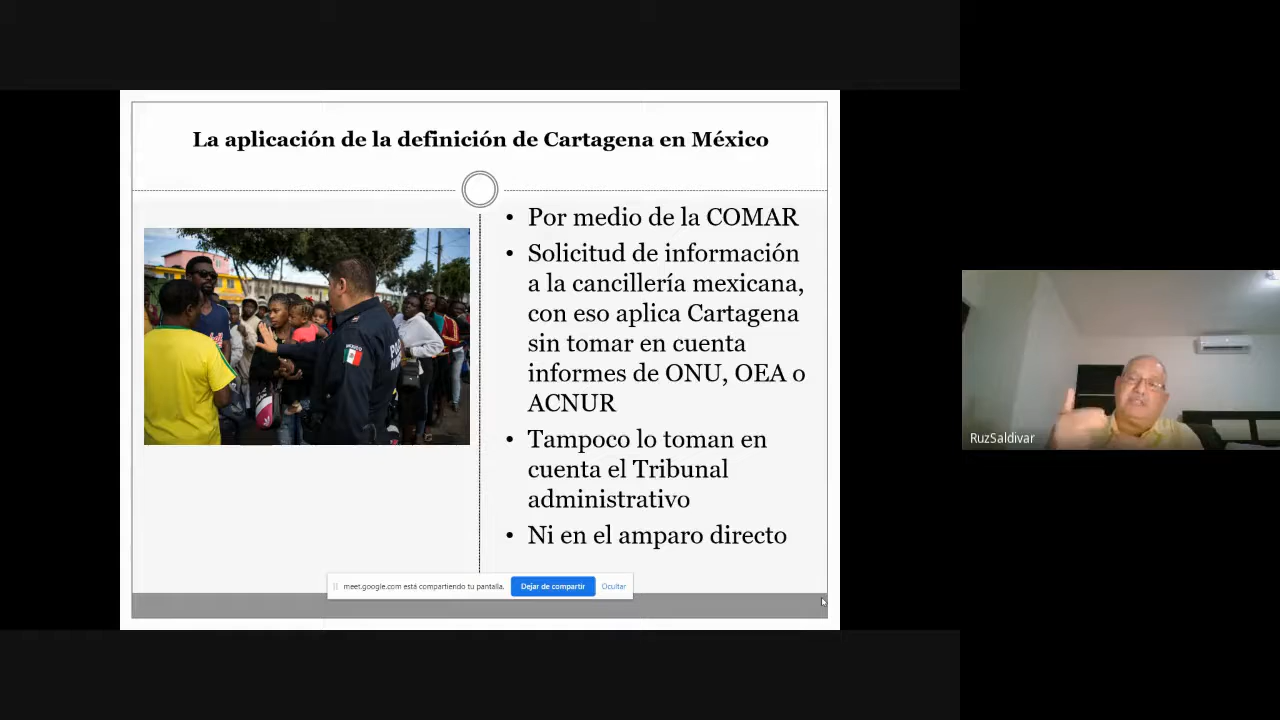 La aplicación de la definición de Cartagena en México
• Por medio de la COMAR
• Solicitud de información
a la cancillería mexicana,
con eso aplica Cartagena
sin tomar en cuenta
informes de ONU, OEA o
ACNUR
• Tampoco lo toman en
cuenta el Tribunal
administrativo
• Ni en el amparo directo
MÉXICO
meet.google.com está compartiendo tu pantalla.
Dejar de compartir
Ocultar
RuzSaldivar